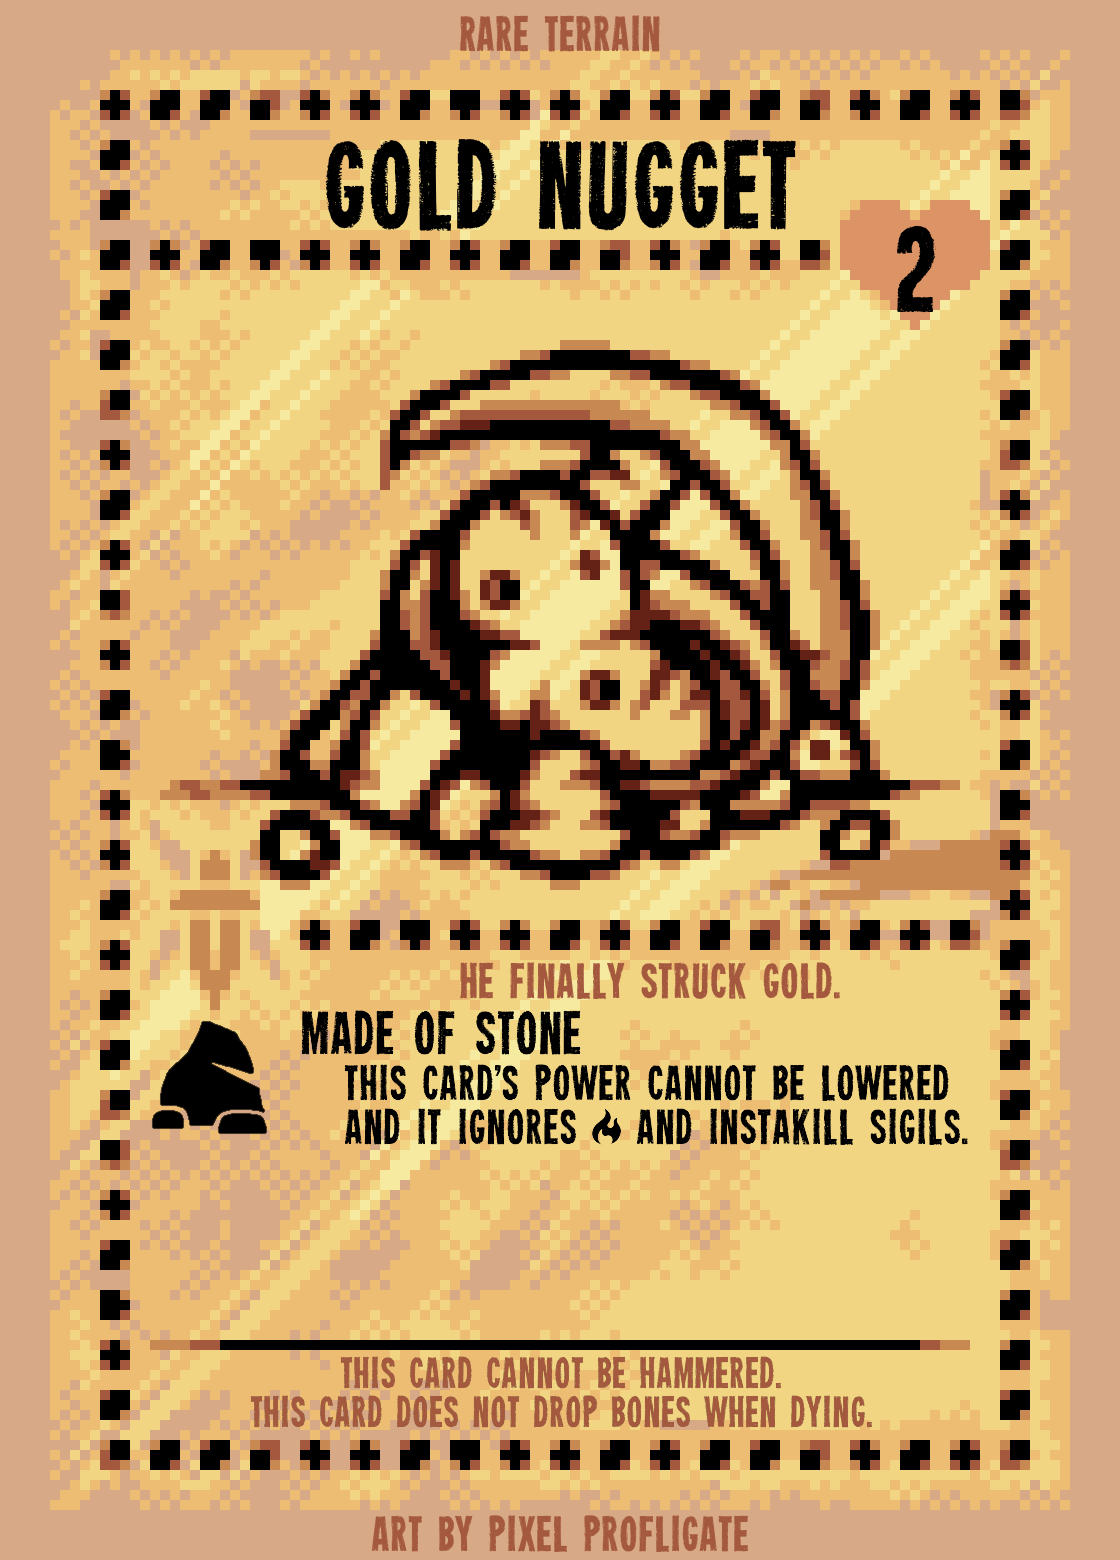 RARE TERRAIN
GOLD NUGGET
2
HE FINALLY STRUCK GOLD.
MADE OF STONE
THIS CARD'S POWER CANNOT BE LOWERED
AND IT IGNORES AND INSTAKILL SIGILS.
THIS CARD CANNOT BE HAMMERED.
THIS CARD DOES NOT DROP BONES WHEN DYING.
ART BY PIXEL PROFLIGATE